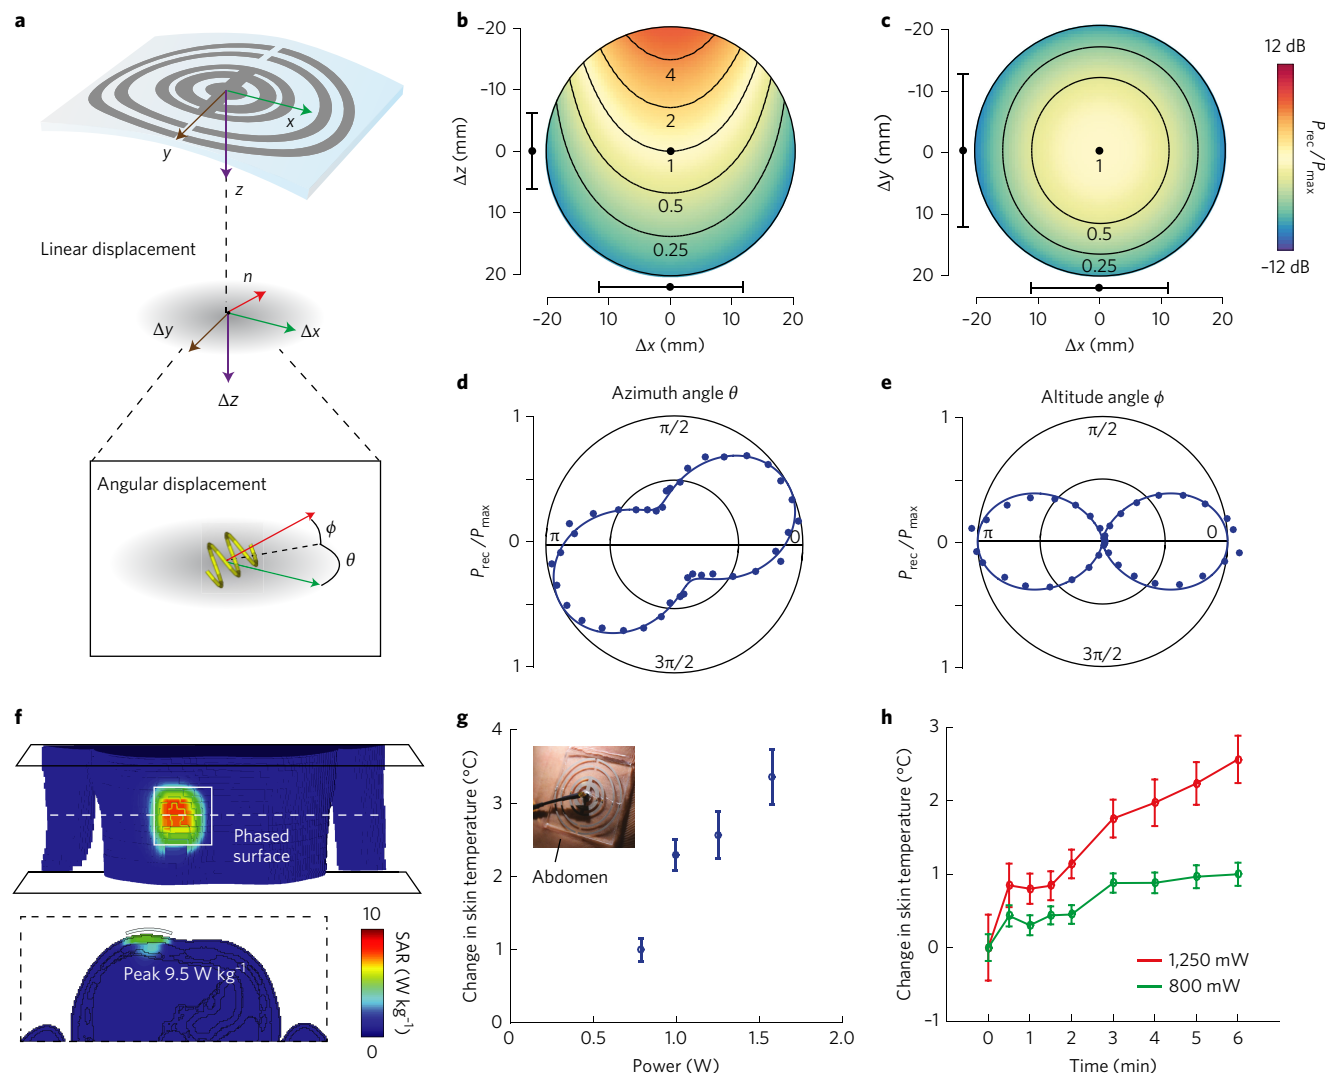 a
x
y
z
Linear displacement
n
Δy
Δx
Δz
Angular displacement
ϕ
θ
b
−20
−10
0
10
20
Δz (mm)
4
2
1
0.5
0.25
−20
10
0
10
20
Δx (mm)
c
−20
−10
0
10
20
Δy (mm)
1
0.5
0.25
−20
10
0
10
20
Δx (mm)
12 dB
−12 dB
Prec/Pmax
d
Azimuth angle θ
1
0
1
Prec/Pmax
π/2
π
0
3π/2
e
Altitude angle ϕ
1
0
1
Prec/Pmax
π/2
π
0
3π/2
f
Phased
surface
Peak 9.5 W kg−1
10
0
SAR (W kg−1)
g
4
3
2
1
0
Change in skin temperature (°C)
Abdomen
0
0.5
1.0
1.5
2.0
Power (W)
h
3
2
1
0
−1
Change in skin temperature (°C)
1,250 mW
800 mW
0
1
2
3
4
5
6
Time (min)